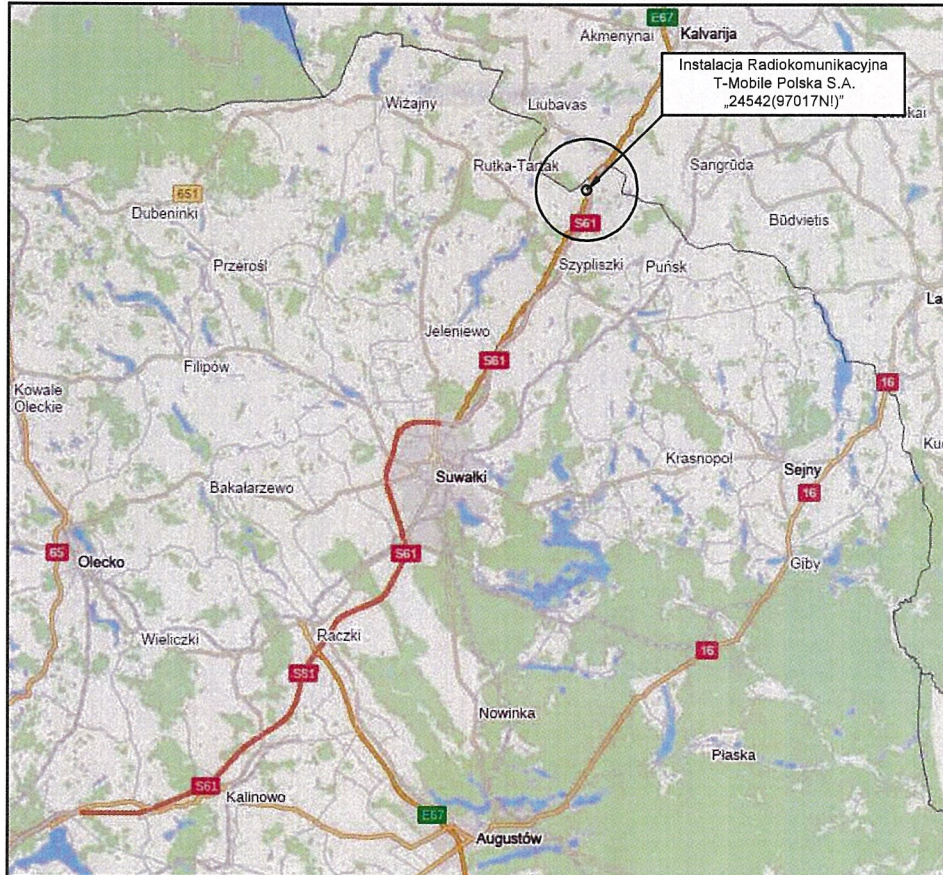 E67
Akmenynai
Kalvarija
Instalacja Radiokomunikacyjna
T-Mobile Polska S.A.
„24542(97017N!)”
Wiżajny
Liubavas
Rutka-Tartak
Sangrūda
651
Dubeninki
Būdvietis
S61
Przerośl
Szypliszki
Puńsk
Jeleniewo
S61
Filipów
Kowale
Oleckie
16
Suwałki
Krasnopol
Sejny
Bakałarzewo
16
65
Olecko
S61
Giby
Wieliczki
Raczki
16
S61
Nowinka
Płaska
S61
Kalinowo
E67
Augustów